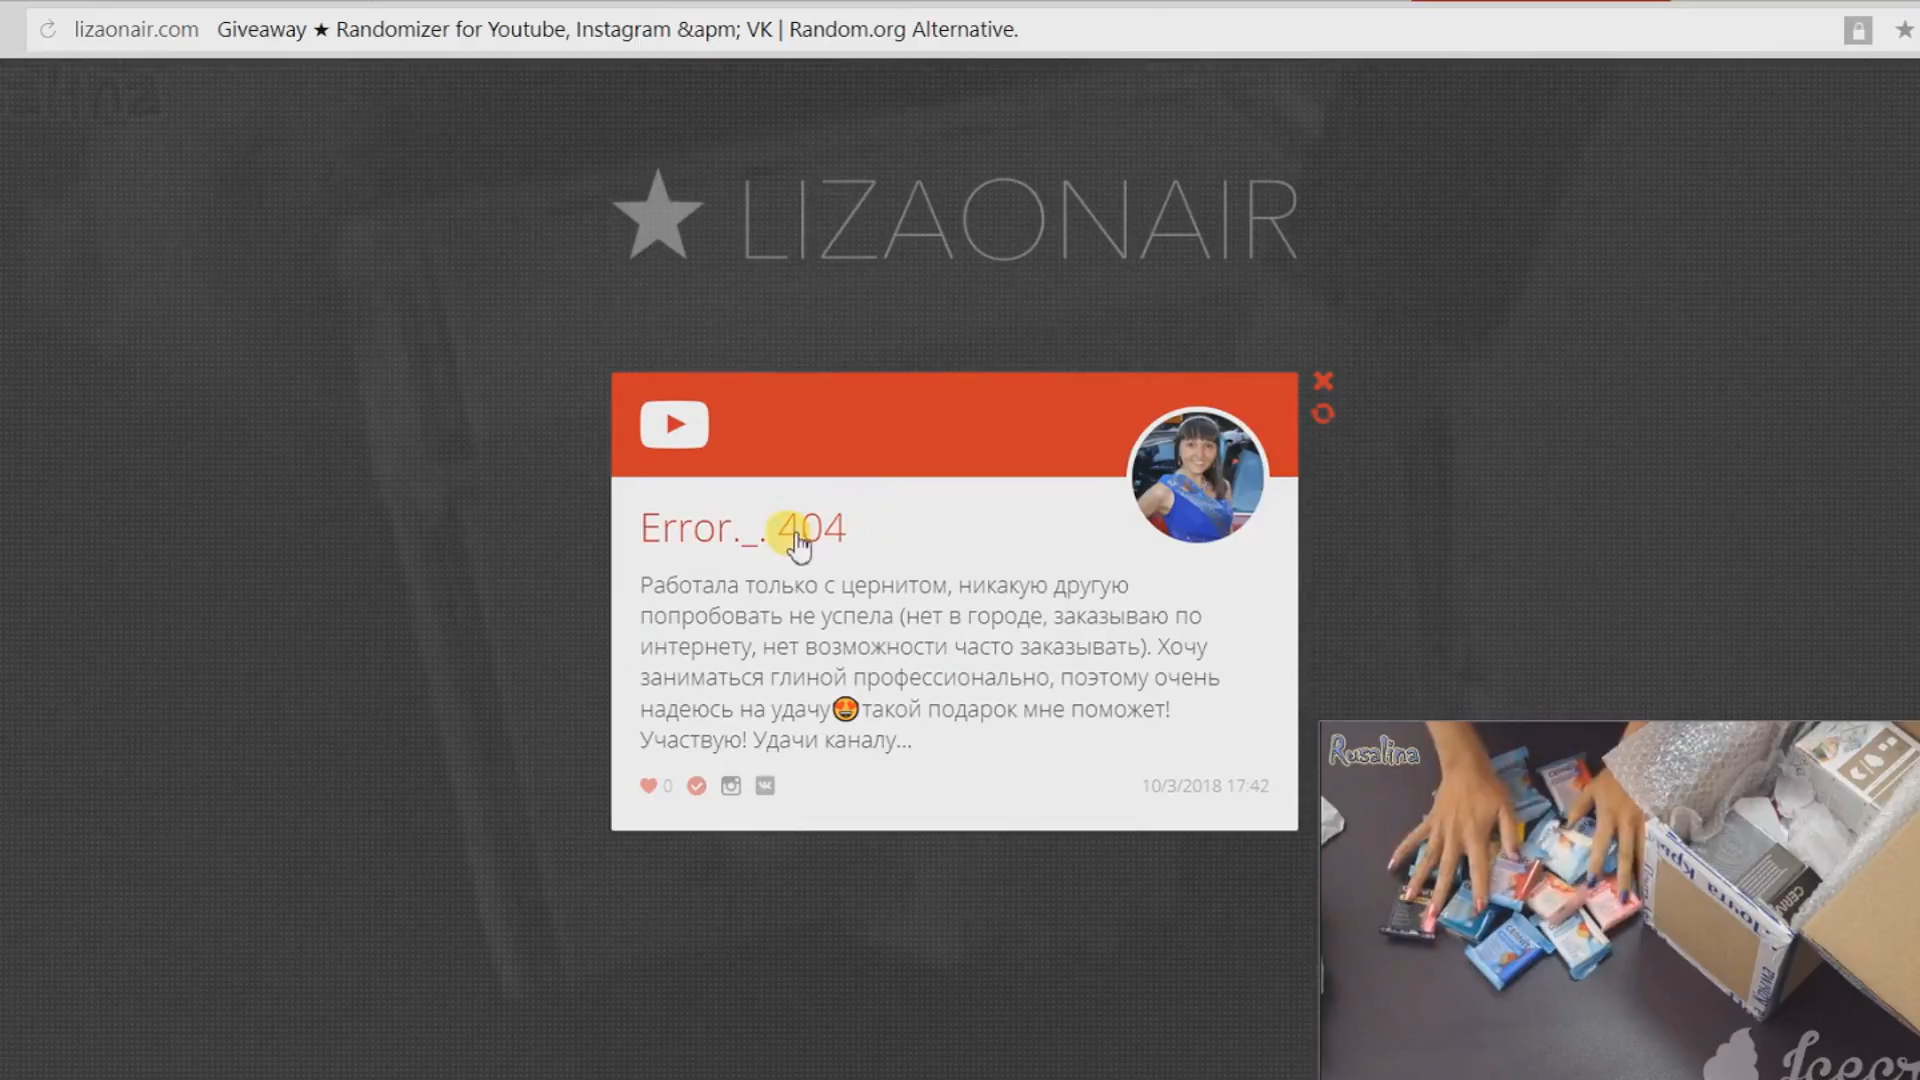 lizaonair.com Giveaway ★ Randomizer for Youtube, Instagram &apm; VK | Random.org Alternative.
★ LIZAONAIR
Error._. 404
Работала только с цернитом, никакую другую
попробовать не успела (нет в городе, заказываю по
интернету, нет возможности часто заказывать). Хочу
заниматься глиной профессионально, поэтому очень
надеюсь на удачу😍такой подарок мне поможет!
Участвую! Удачи каналу...
0
10/3/2018 17:42
Rusalina